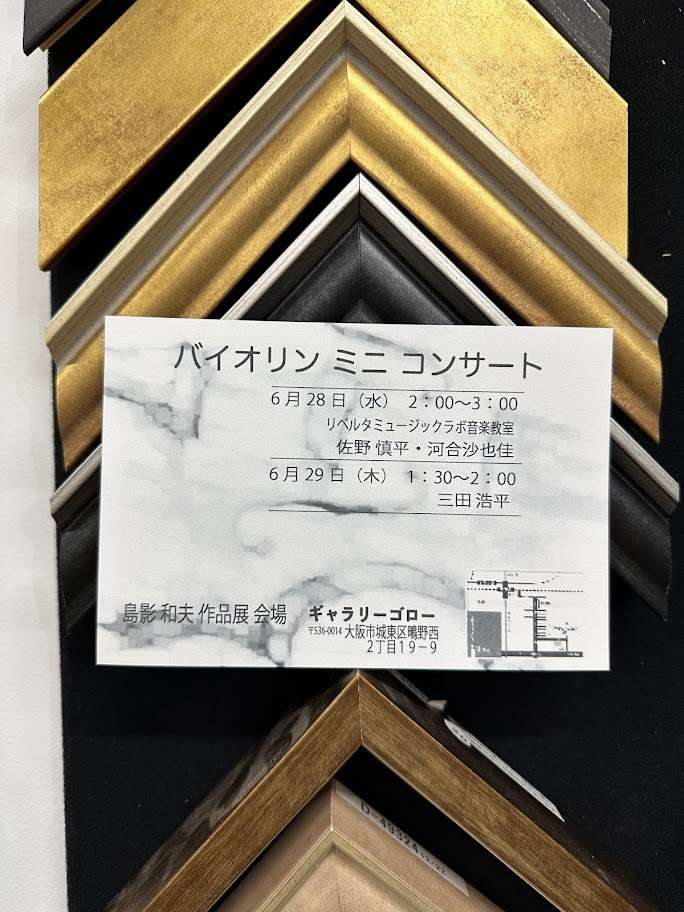 バイオリン ミニ コンサート
6月28日（水） 2：00〜3：00
リベルタミュージックラボ音楽教室
佐野 慎平・河合沙也佳
6月29日（木） 1：30〜2：00
三田 浩平
島影 和夫 作品展 会場
ギャラリーゴロー
〒536-0014 大阪市城東区鴫野西
2丁目19−9
D-49324